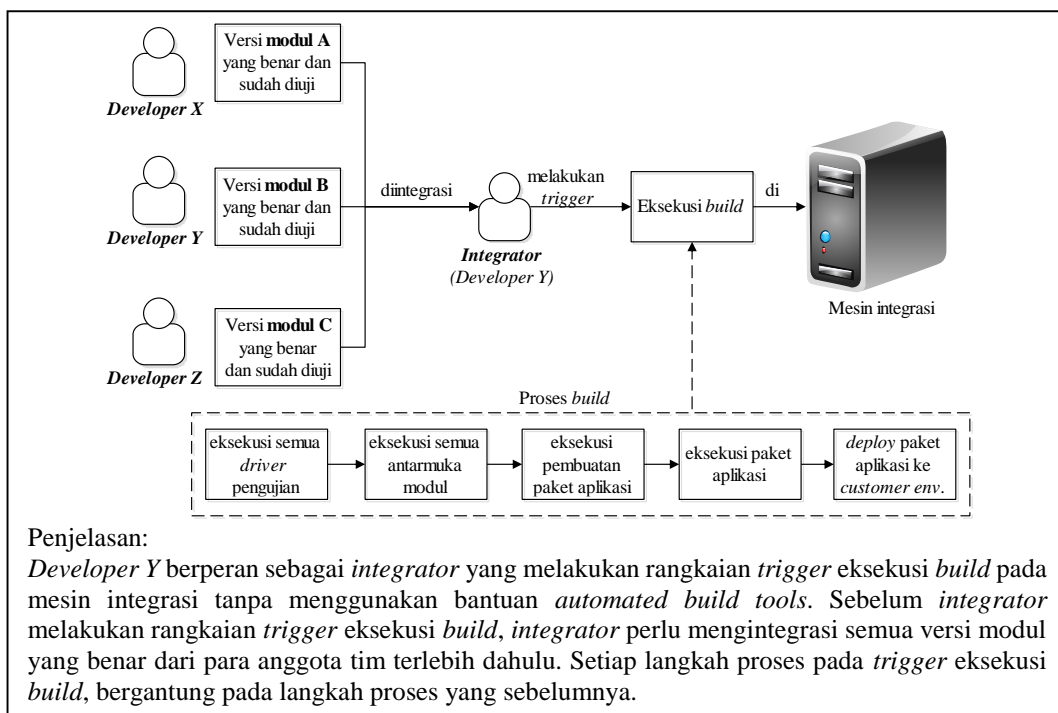 Versi modul A
yang benar dan
sudah diuji
Developer X
Versi modul B
yang benar dan
sudah diuji
Developer Y
Versi modul C
yang benar
dan sudah diuji
Developer Z
diintegrasi
Integrator
(Developer Y)
melakukan
trigger
Eksekusi build
di
Mesin integrasi
Proses build
eksekusi semua
driver
pengujian
eksekusi semua
antarmuka
modul
eksekusi
pembuatan
paket aplikasi
eksekusi paket
aplikasi
deploy paket
aplikasi ke
customer env.
Penjelasan:
Developer Y berperan sebagai integrator yang melakukan rangkaian trigger eksekusi build pada
mesin integrasi tanpa menggunakan bantuan automated build tools. Sebelum integrator
melakukan rangkaian trigger eksekusi build, integrator perlu mengintegrasi semua versi modul
yang benar dari para anggota tim terlebih dahulu. Setiap langkah proses pada trigger eksekusi
build, bergantung pada langkah proses yang sebelumnya.